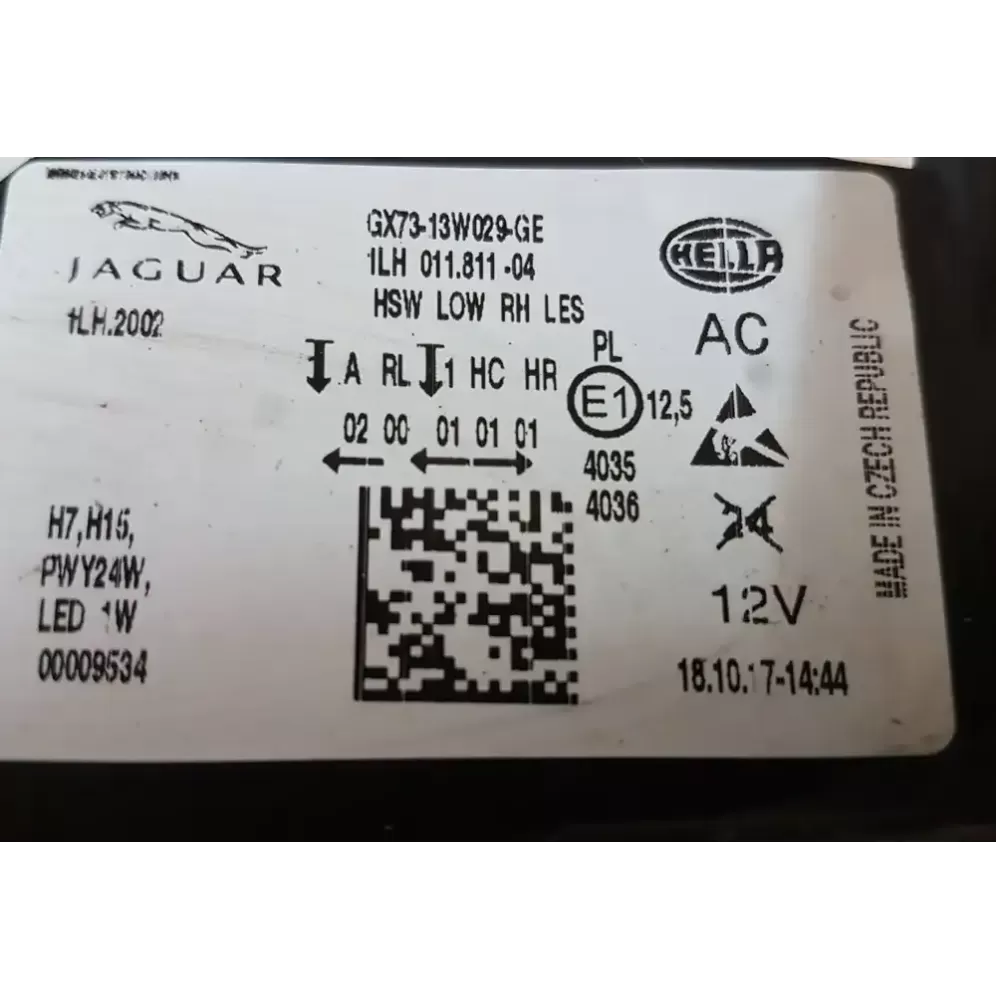 JAGUAR
1LH.2002
GX73-13W029-GE
1LH 011.811-04
HSW LOW RH LES
HELLA
AC
A RL 1 HC HR
PL
E1 12,5
02 00 01 01 01
4035
4036
H7,H15,
PWY24W,
LED 1W
00009534
24
12V
18.10.17-14:44
MADE IN CZECH REPUBLIC